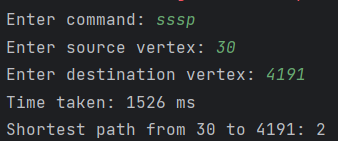 Enter command: sssp
Enter source vertex: 30
Enter destination vertex: 4191
Time taken: 1526 ms
Shortest path from 30 to 4191: 2